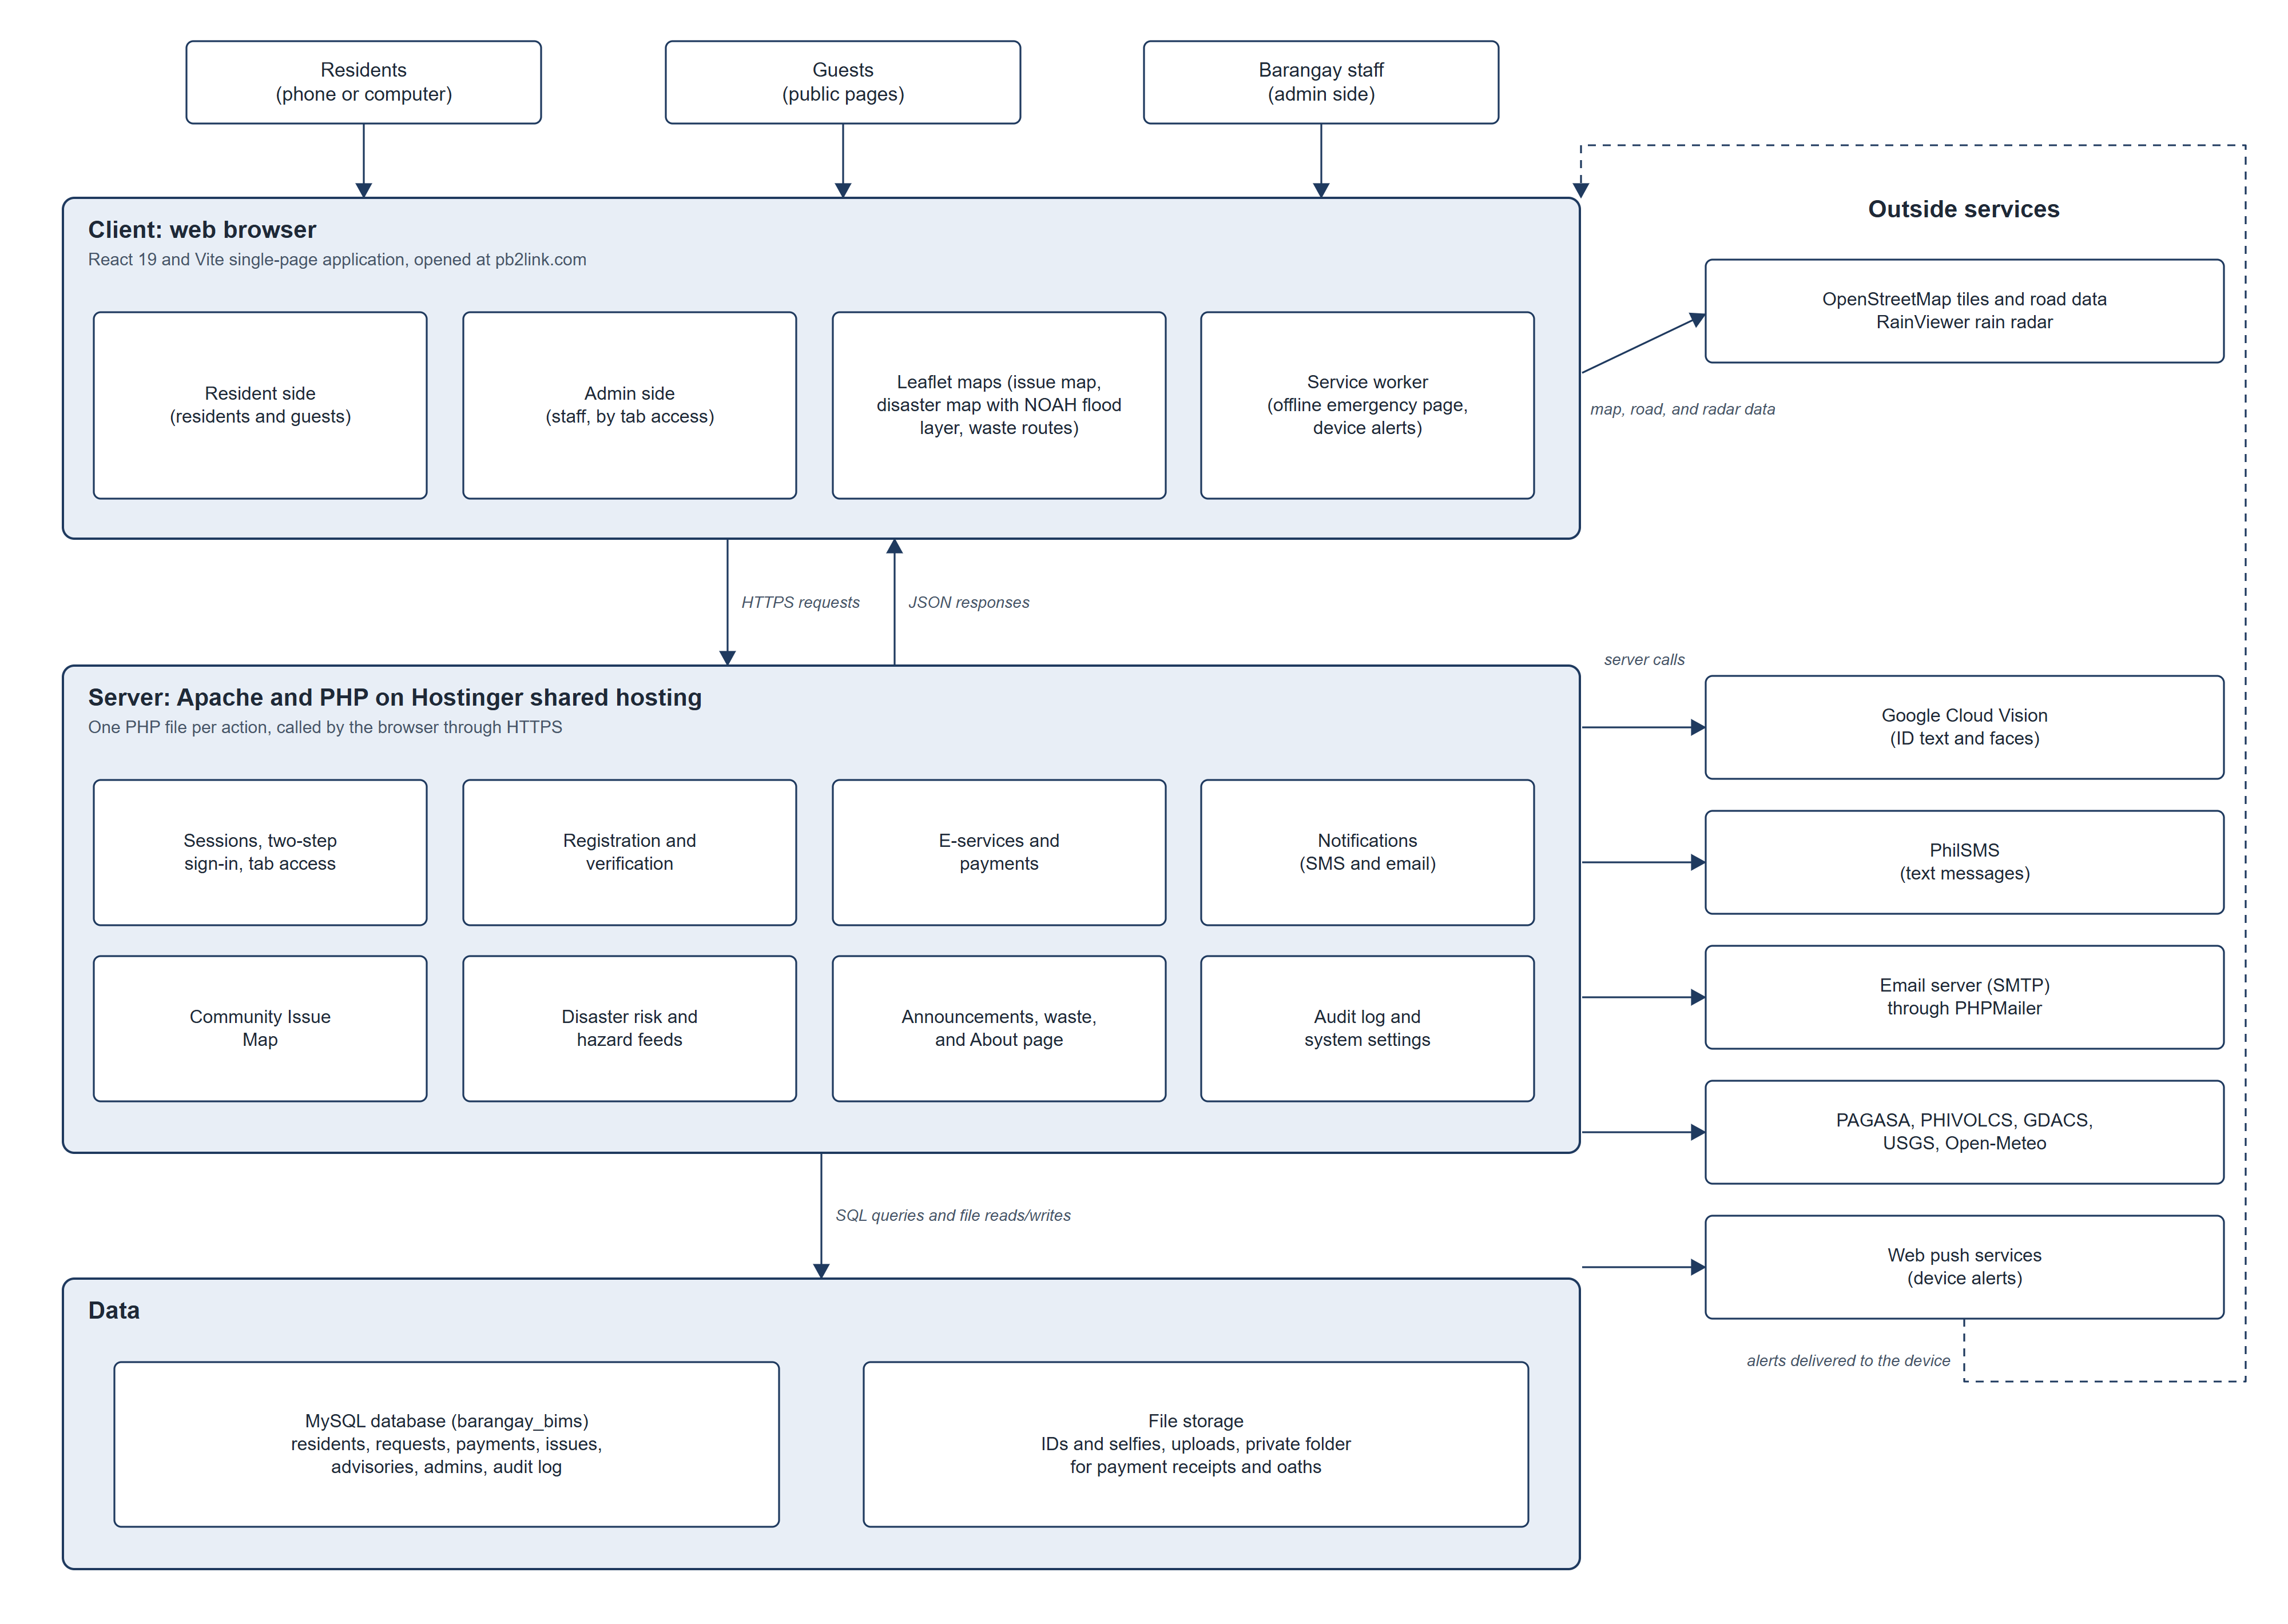 Residents
(phone or computer)
Guests
(public pages)
Barangay staff
(admin side)
Client: web browser
React 19 and Vite single-page application, opened at pb2link.com
Resident side
(residents and guests)
Admin side
(staff, by tab access)
Leaflet maps (issue map,
disaster map with NOAH flood
layer, waste routes)
Service worker
(offline emergency page,
device alerts)
Outside services
OpenStreetMap tiles and road data
RainViewer rain radar
map, road, and radar data
HTTPS requests
JSON responses
Server: Apache and PHP on Hostinger shared hosting
One PHP file per action, called by the browser through HTTPS
Sessions, two-step
sign-in, tab access
Registration and
verification
E-services and
payments
Notifications
(SMS and email)
Community Issue
Map
Disaster risk and
hazard feeds
Announcements, waste,
and About page
Audit log and
system settings
server calls
Google Cloud Vision
(ID text and faces)
PhilSMS
(text messages)
Email server (SMTP)
through PHPMailer
PAGASA, PHIVOLCS, GDACS,
USGS, Open-Meteo
Web push services
(device alerts)
alerts delivered to the device
SQL queries and file reads/writes
Data
MySQL database (barangay_bims)
residents, requests, payments, issues,
advisories, admins, audit log
File storage
IDs and selfies, uploads, private folder
for payment receipts and oaths